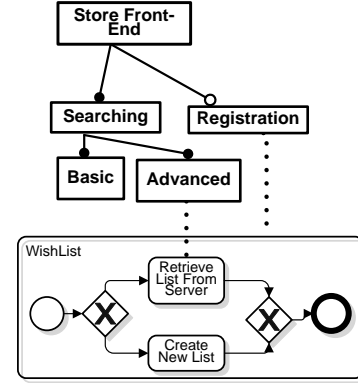 Store Front-
End
Searching
Registration
Basic
Advanced
WishList
Retrieve
List From
Server
X
X
Create
New List